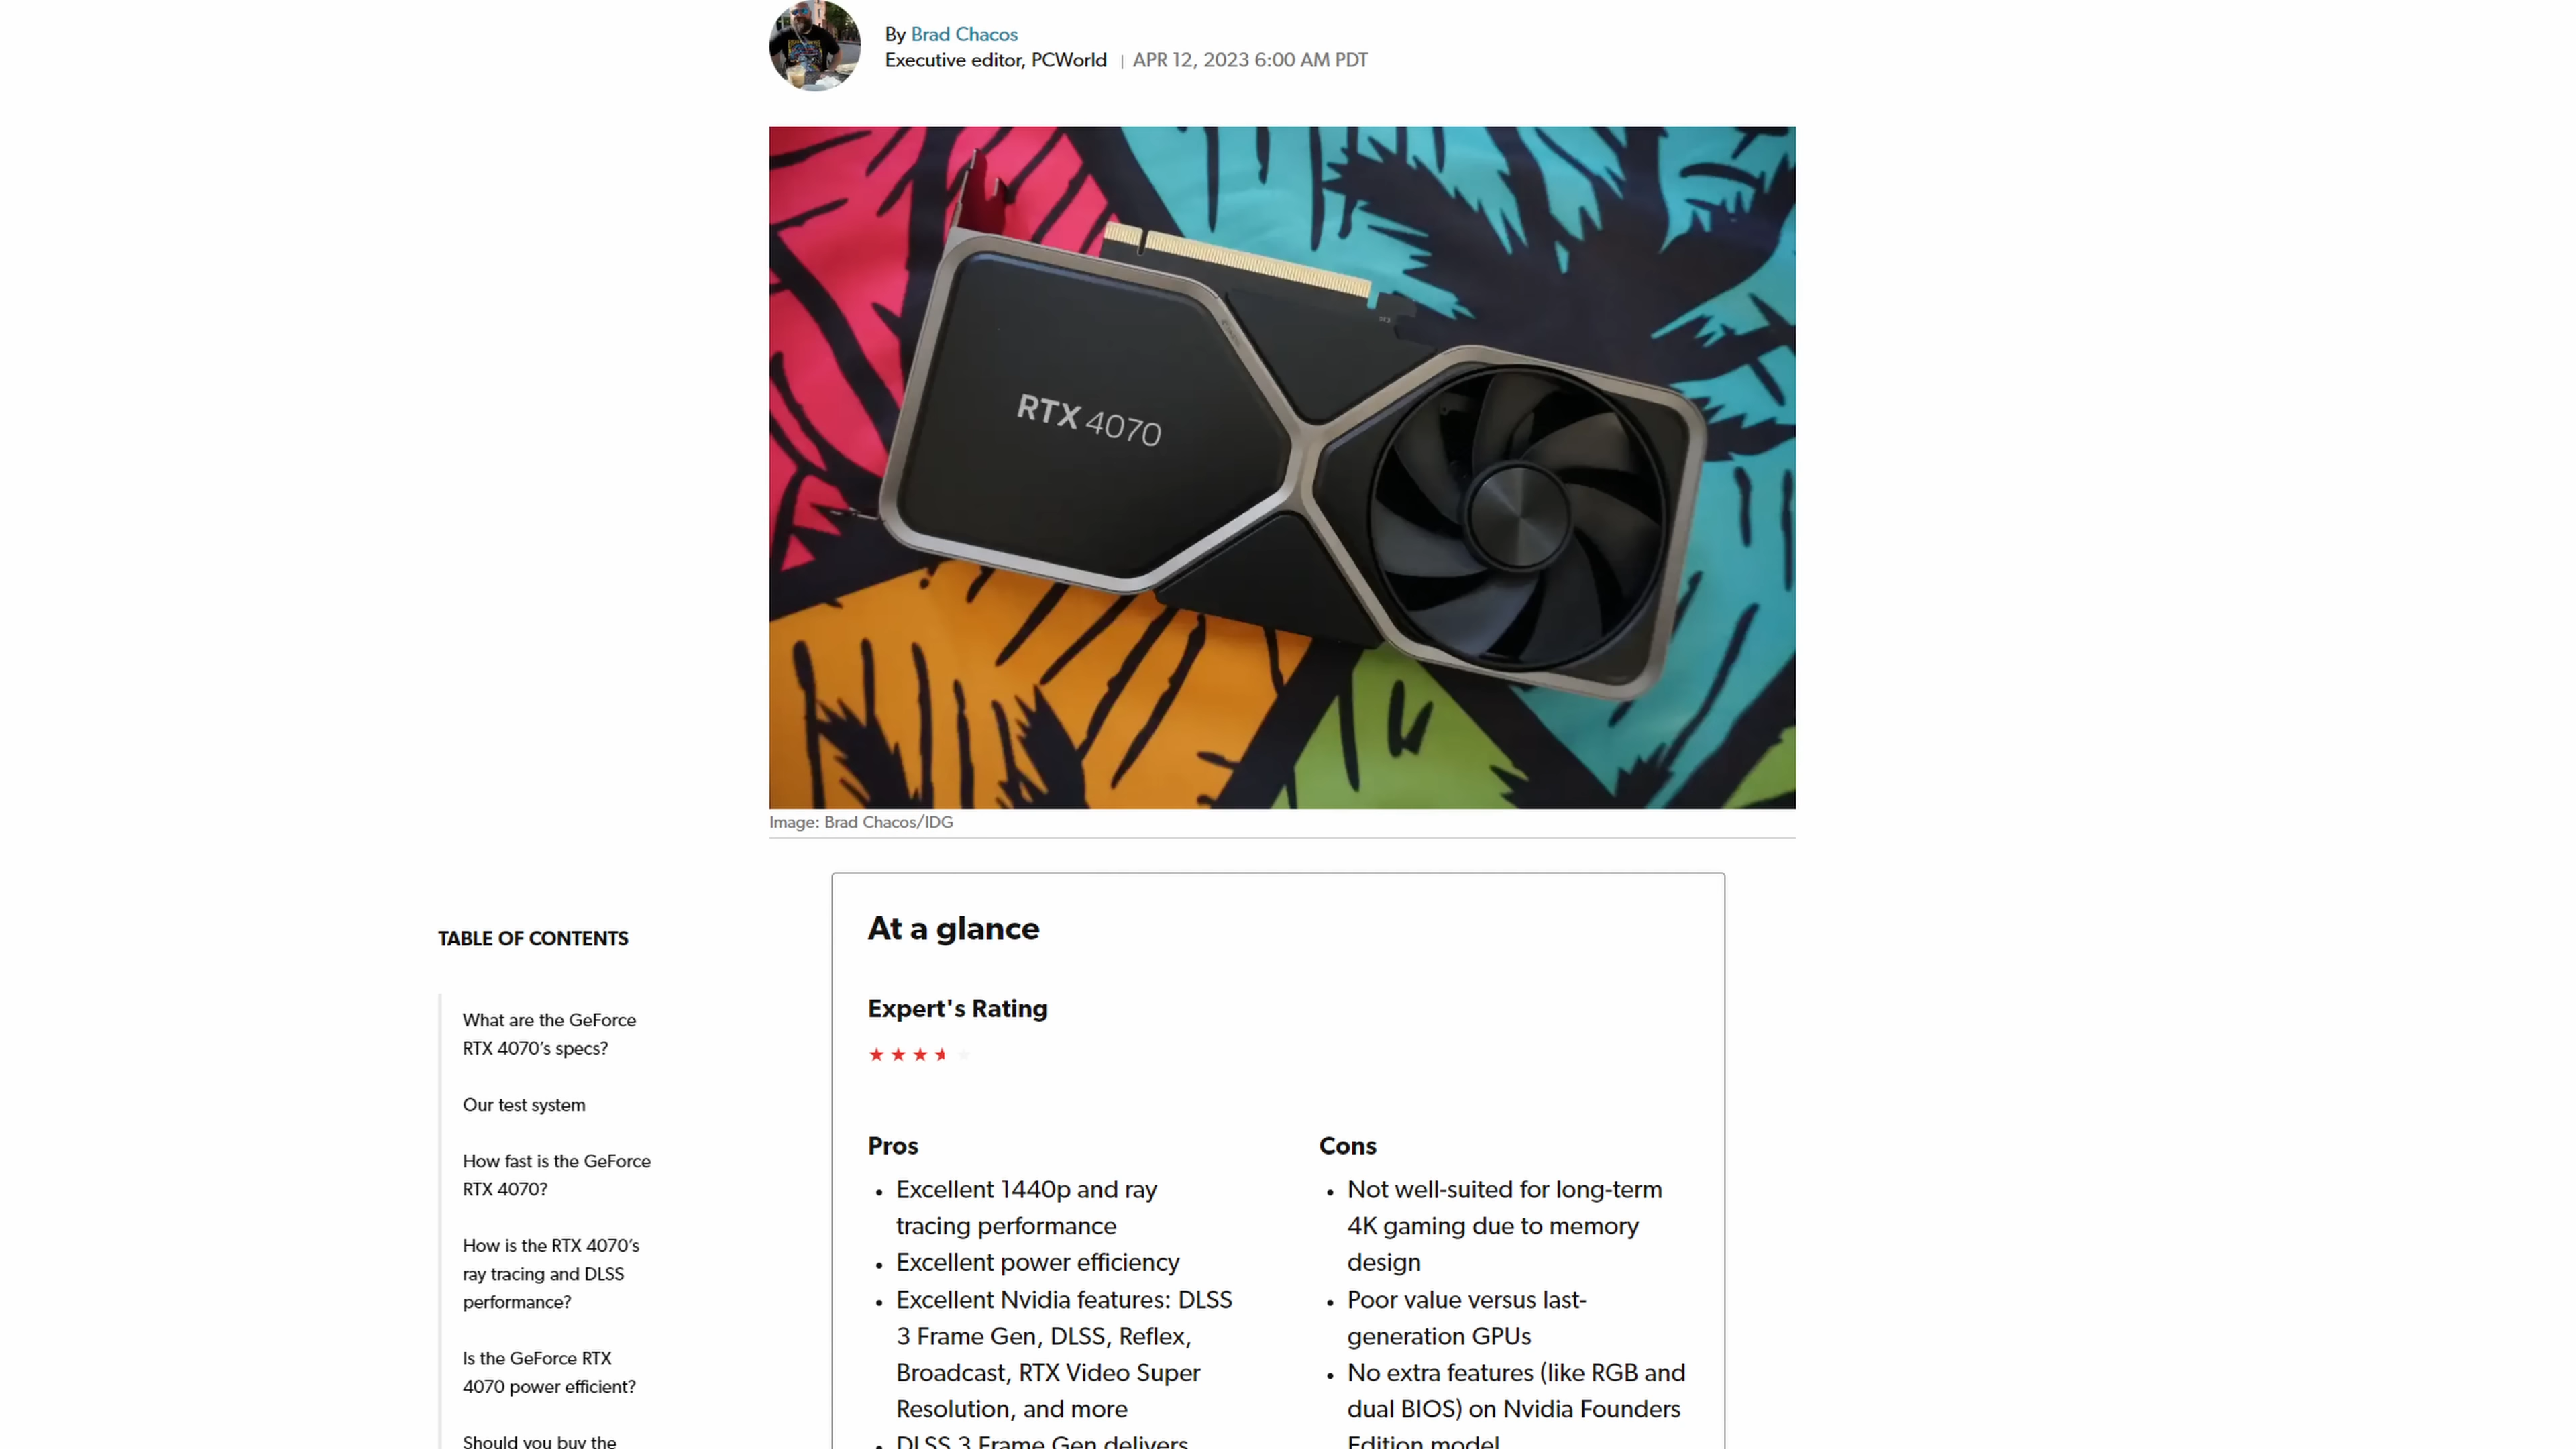 By Brad Chacos
Executive editor, PCWorld | APR 12, 2023 6:00 AM PDT
RTX 4070
Image: Brad Chacos/IDG
TABLE OF CONTENTS
What are the GeForce
RTX 4070's specs?
Our test system
How fast is the GeForce
RTX 4070?
How is the RTX 4070's
ray tracing and DLSS
performance?
Is the GeForce RTX
4070 power efficient?
Should you buy the
At a glance
Expert's Rating
Pros
• Excellent 1440p and ray
tracing performance
• Excellent power efficiency
• Excellent Nvidia features: DLSS
3 Frame Gen, DLSS, Reflex,
Broadcast, RTX Video Super
Resolution, and more
• DLSS 3 Frame Gen delivers
Cons
• Not well-suited for long-term
4K gaming due to memory
design
• Poor value versus last-
generation GPUs
• No extra features (like RGB and
dual BIOS) on Nvidia Founders
Edition model